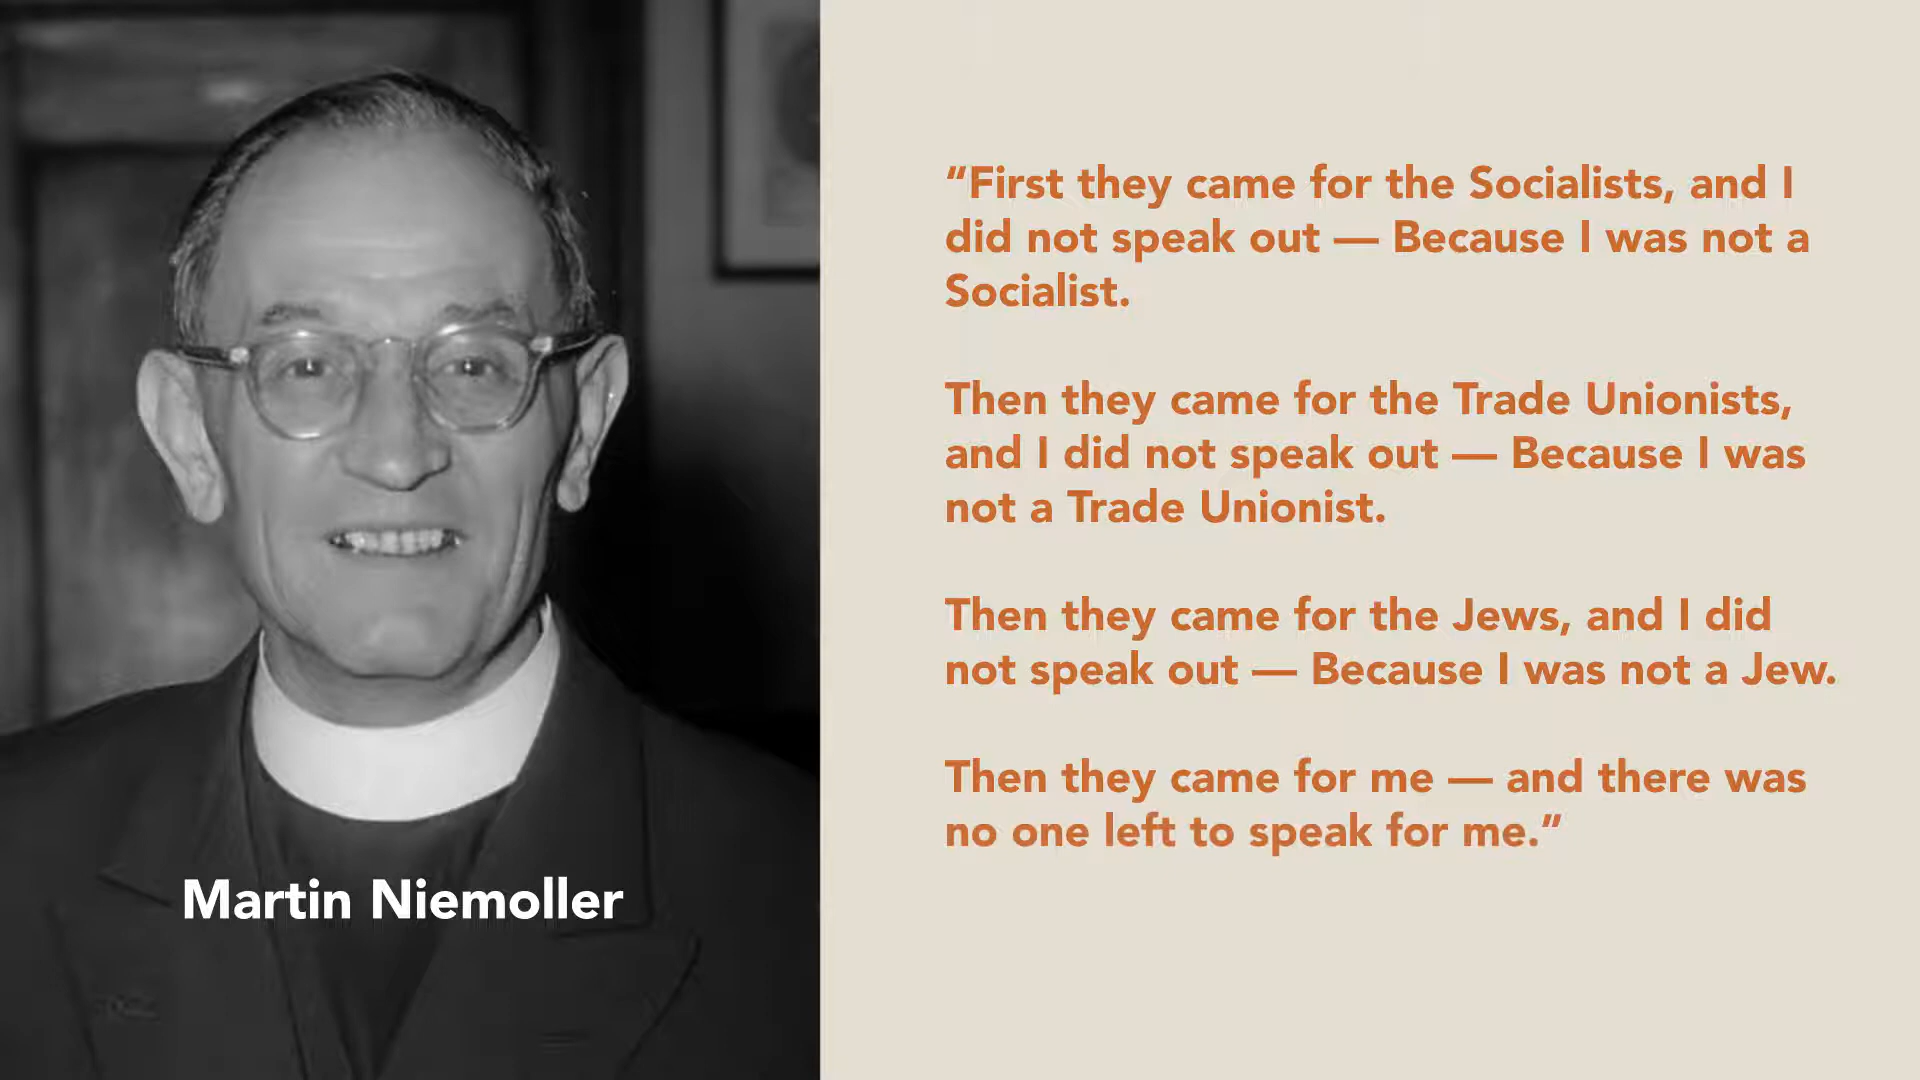 “First they came for the Socialists, and I
did not speak out — Because I was not a
Socialist.
Then they came for the Trade Unionists,
and I did not speak out — Because I was
not a Trade Unionist.
Then they came for the Jews, and I did
not speak out — Because I was not a Jew.
Then they came for me — and there was
no one left to speak for me.”
Martin Niemoller